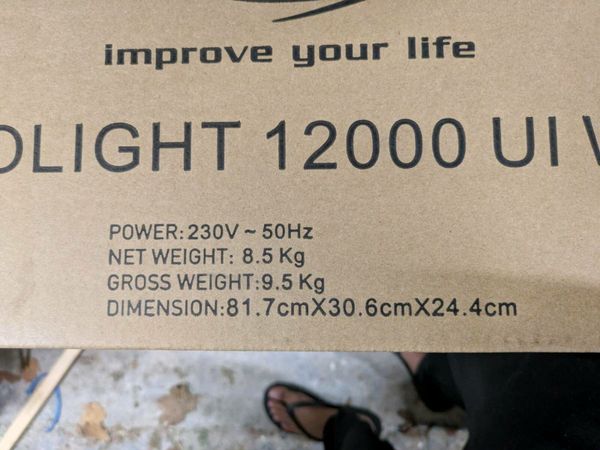 improve your life
OLIGHT 12000 UI
POWER:230V ~ 50Hz
NET WEIGHT: 8.5 Kg
GROSS WEIGHT:9.5 Kg
DIMENSION:81.7cmX30.6cmX24.4cm